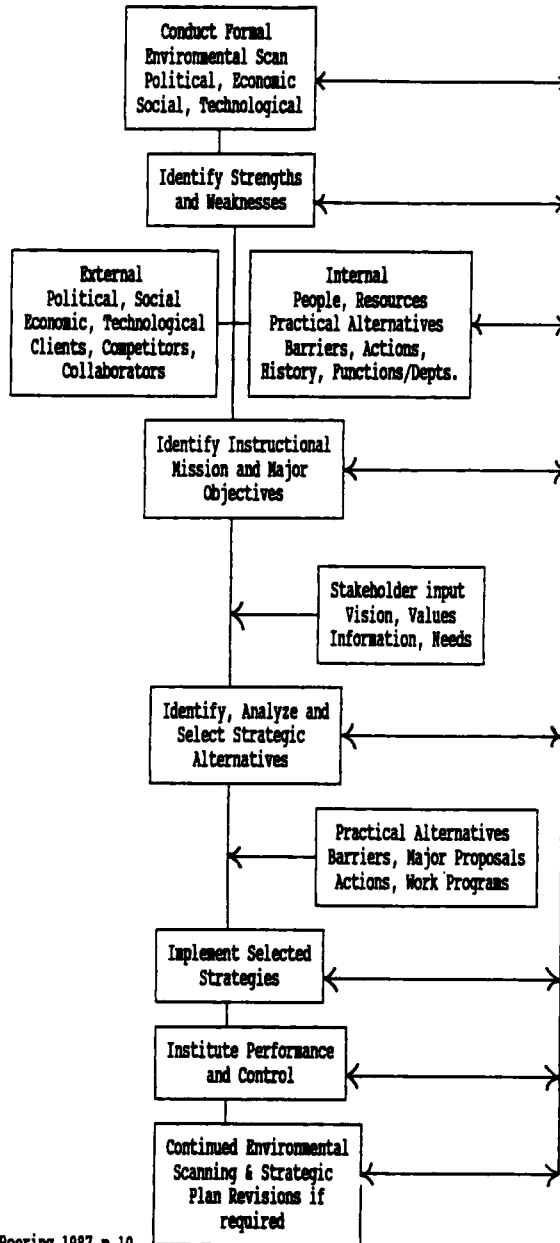 Conduct Formal
Environmental Scan
Political, Economic
Social, Technological
Identify Strengths
and Weaknesses
External
Political, Social
Economic, Technological
Clients, Competitors,
Collaborators
Internal
People, Resources
Practical Alternatives
Barriers, Actions,
History, Functions/Depts.
Identify Instructional
Mission and Major
Objectives
Stakeholder input
Vision, Values
Information, Needs
Identify, Analyze and
Select Strategic
Alternatives
Practical Alternatives
Barriers, Major Proposals
Actions, Work Programs
Implement Selected
Strategies
Institute Performance
and Control
Continued Environmental
Scanning & Strategic
Plan Revisions if
required
1987 p 10